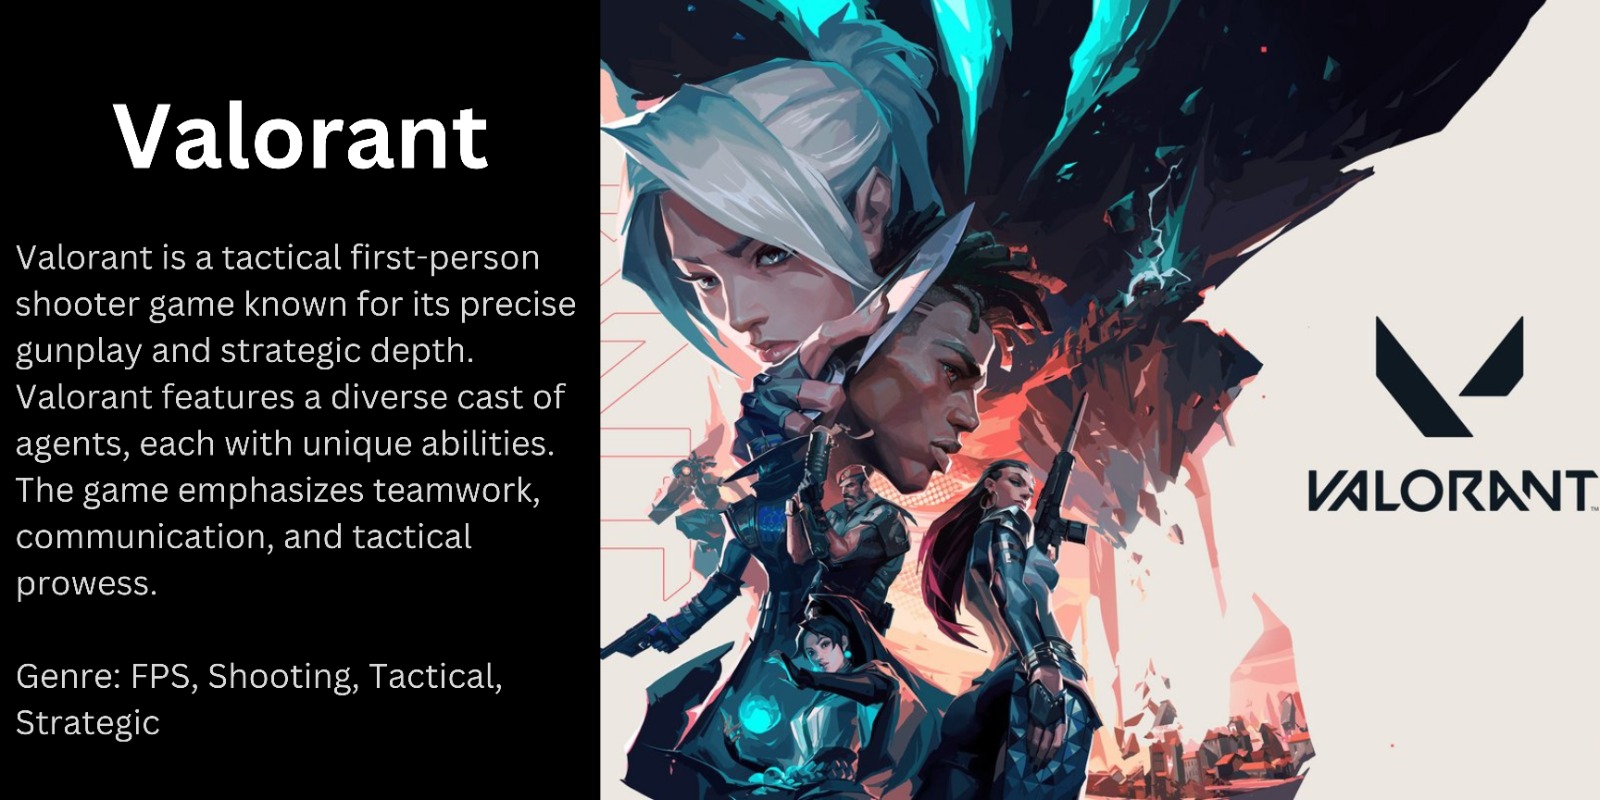 Valorant
Valorant is a tactical first-person
shooter game known for its precise
gunplay and strategic depth.
Valorant features a diverse cast of
agents, each with unique abilities.
The game emphasizes teamwork,
communication, and tactical
prowess.
Genre: FPS, Shooting, Tactical,
Strategic
VALORANT™